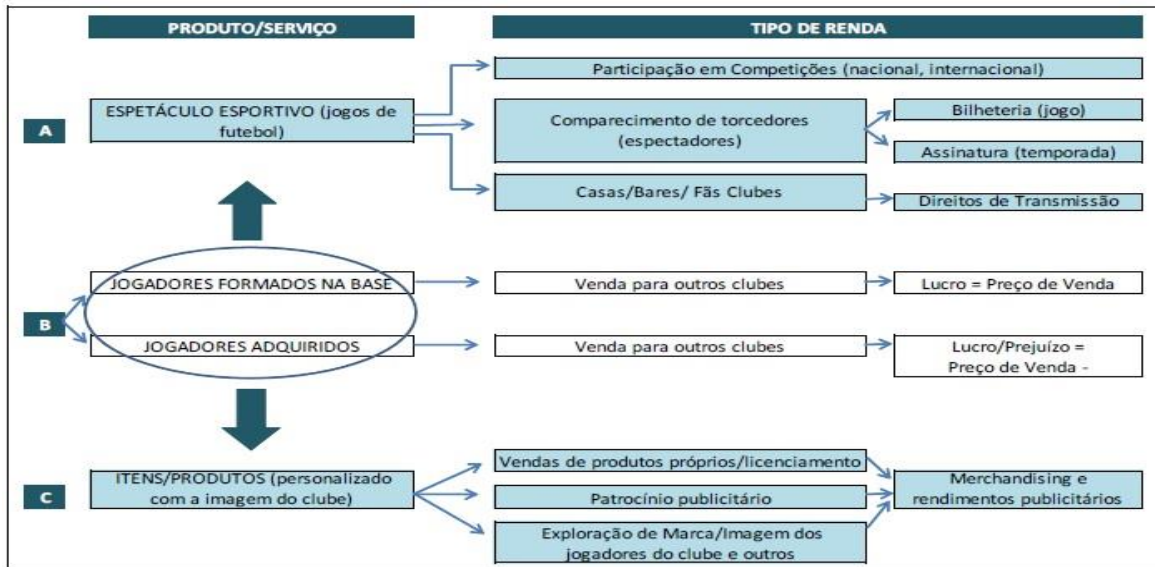 PRODUTO/SERVIÇO
TIPO DE RENDA
Participação em Competições (nacional, internacional)
A
ESPETÁCULO ESPORTIVO (jogos de
futebol)
Comparecimento de torcedores
(espectadores)
Bilheteria (jogo)
Assinatura (temporada)
Casas/Bares/ Fãs Clubes
Direitos de Transmissão
B
JOGADORES FORMADOS NA BASE
Venda para outros clubes
Lucro = Preço de Venda
JOGADORES ADQUIRIDOS
Venda para outros clubes
Lucro/Prejuízo =
Preço de Venda -
C
ITENS/PRODUTOS (personalizado
com a imagem do clube)
Vendas de produtos próprios/licenciamento
Patrocínio publicitário
Exploração de Marca/Imagem dos
jogadores do clube e outros
Merchandising e
rendimentos publicitários